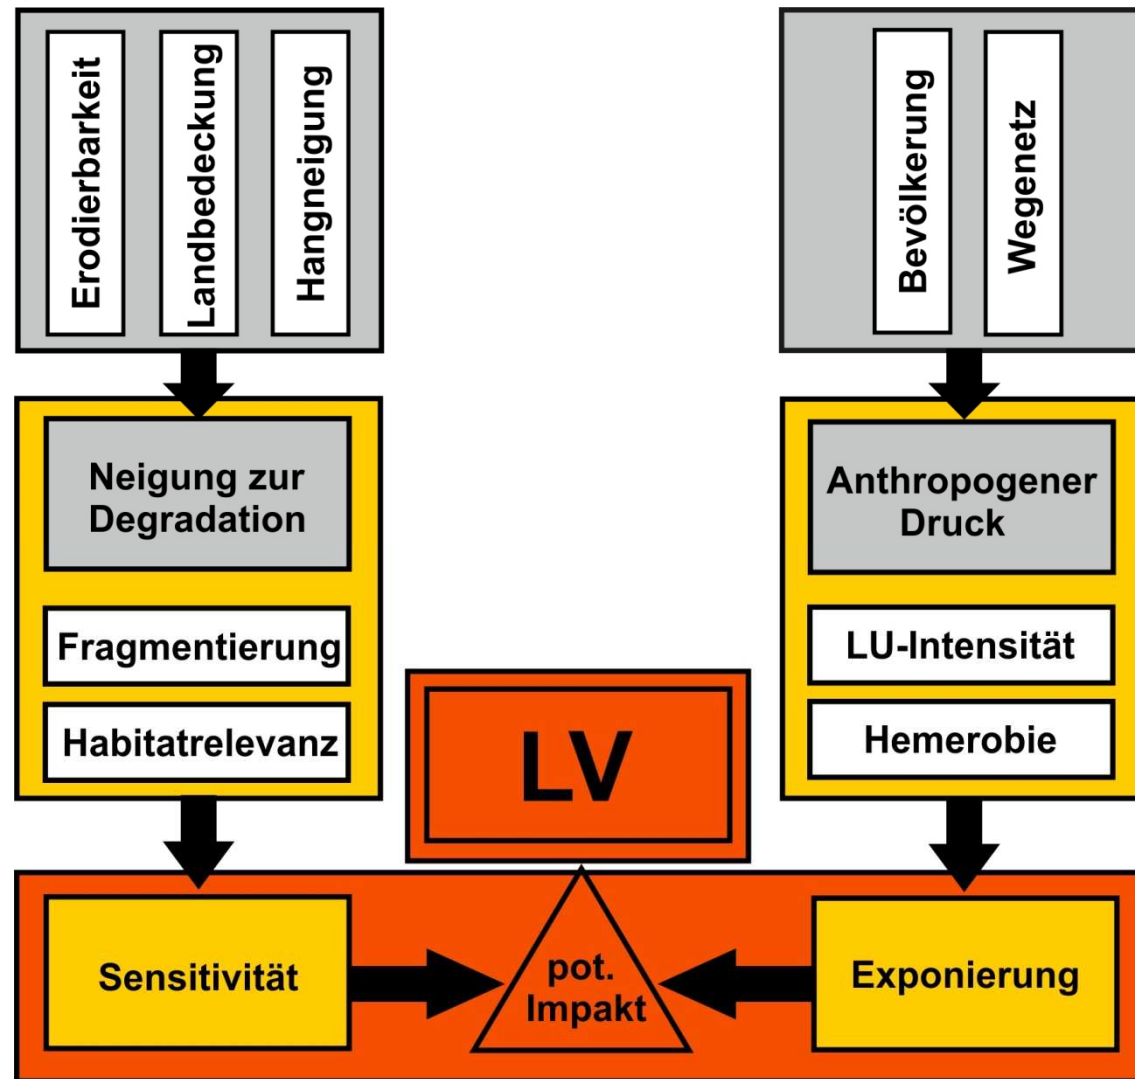 Erodierbarkeit
Landbedeckung
Hangneigung
Bevölkerung
Wegenetz
Neigung zur
Degradation
Fragmentierung
Habitatrelevanz
Anthropogener
Druck
LU-Intensität
Hemerobie
LV
Sensitivität
pot.
Impakt
Exponierung